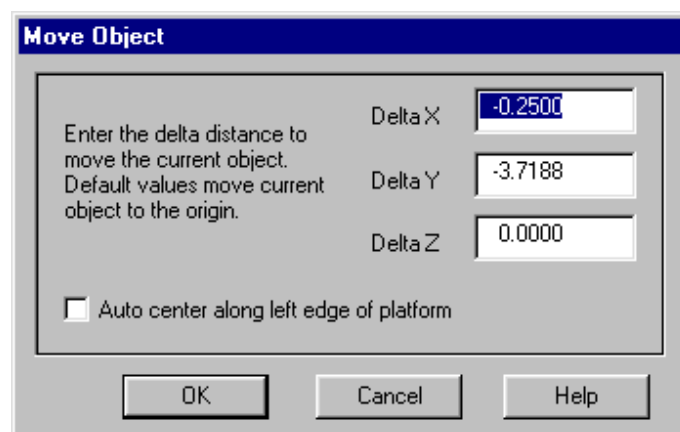 Move Object
Delta X -0.2500
Enter the delta distance to
move the current object.
Default values move current
object to the origin.
Delta Y -3.7188
Delta Z 0.0000
Auto center along left edge of platform
OK Cancel Help